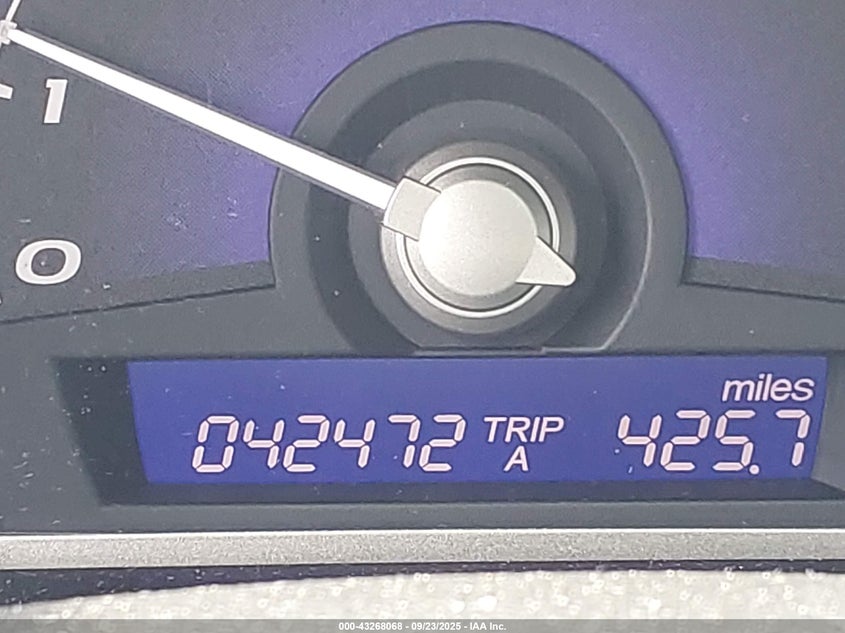 1
0
miles
042472 TRIP A 425.7
000-43268068 - 09/23/2025 - IAA Inc.